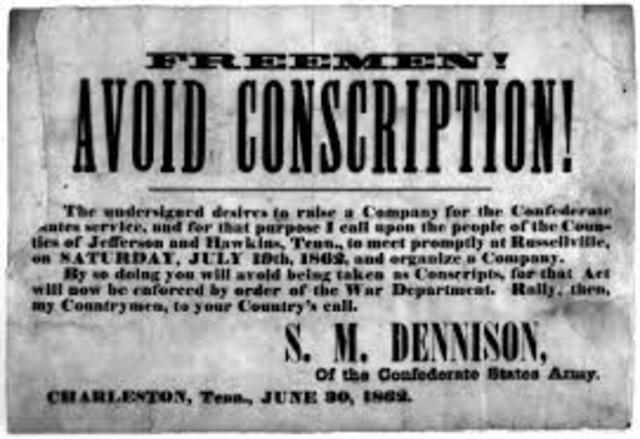 FREEMEN!
AVOID CONSCRIPTION!
The undersigned desires to raise a Company for the Confederate
ates service, and for that purpose I call upon the people of the Coun-
ties of Jefferson and Hawkins, Tenn., to meet promptly at Russellville,
on SATURDAY, JULY 19th, 1862, and organize a Company.
By so doing you will avoid being taken as Conscripts, for that Act
will now be enforced by order of the War Department. Rally, then,
my Countrymen, to your Country's call.
S. M. DENNISON,
Of the Confederate States Army.
CHARLESTON, Tenn., JUNE 30, 1862.